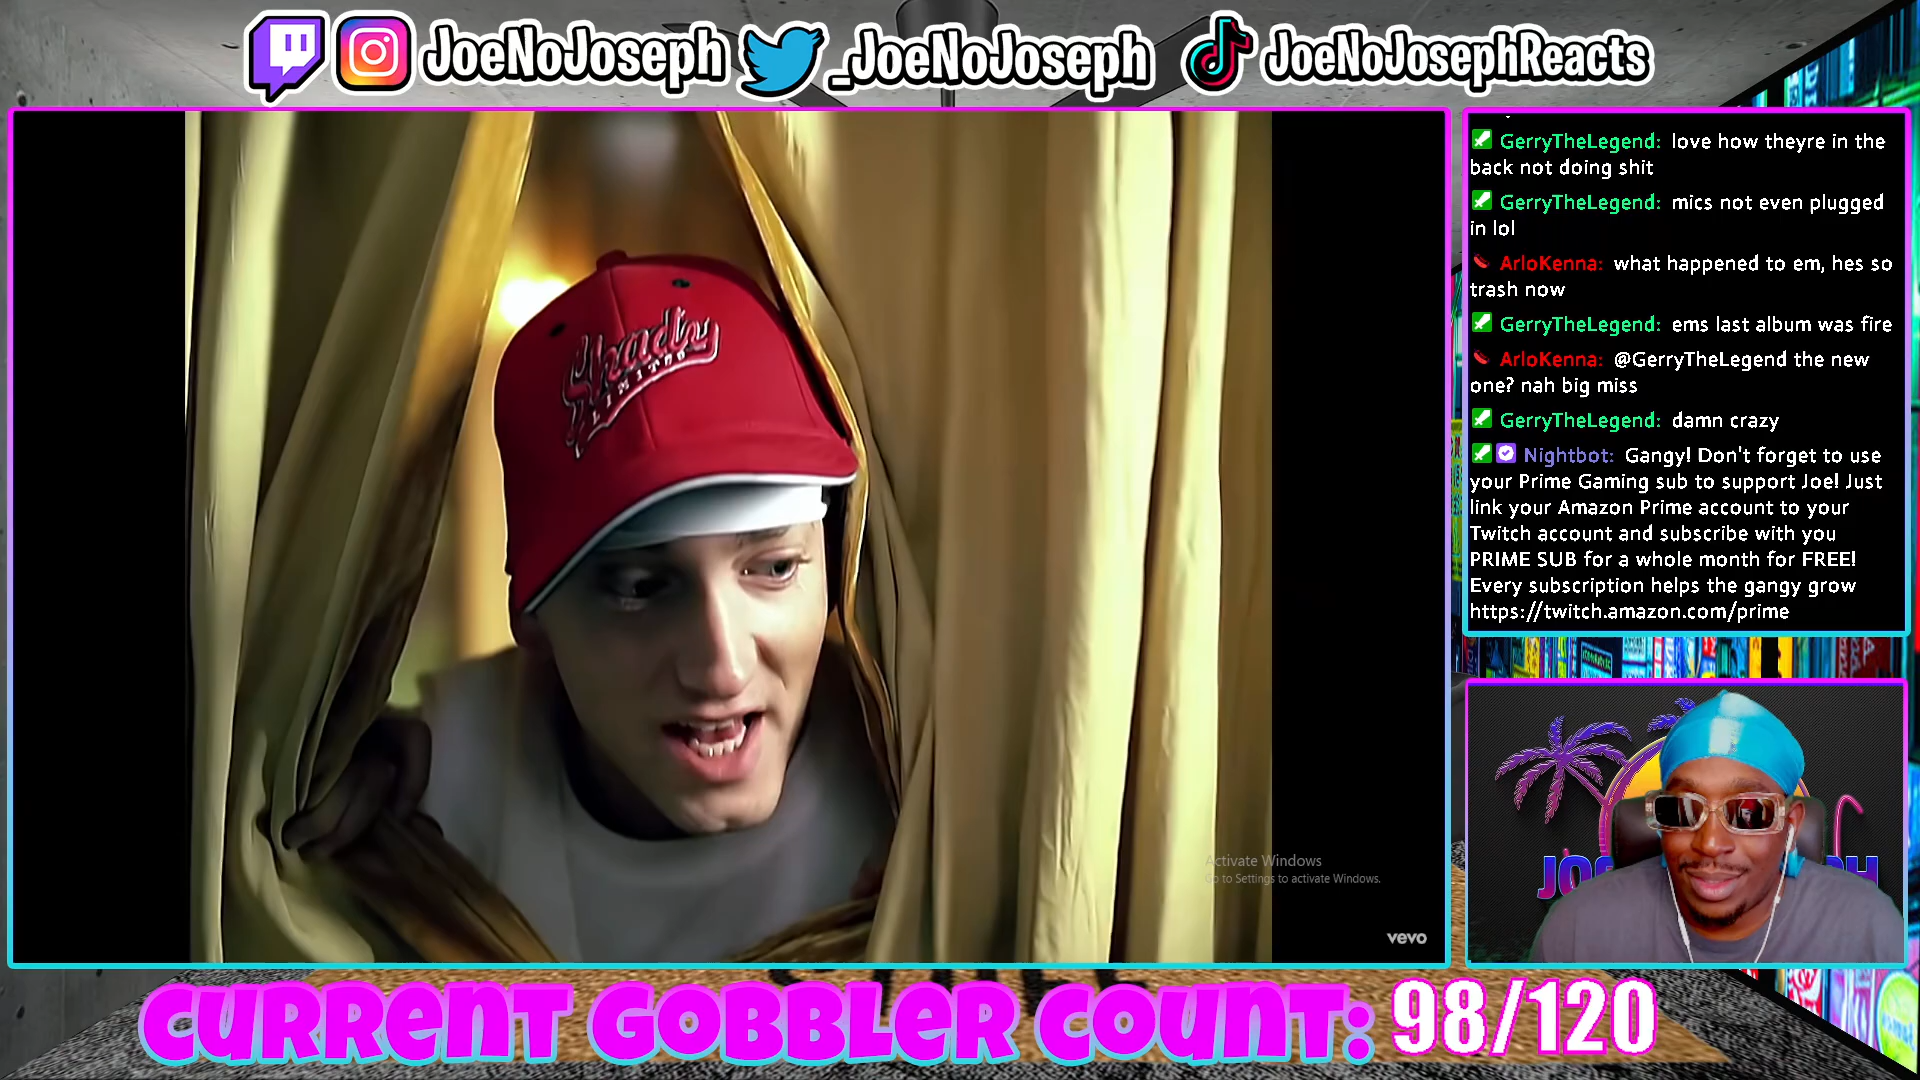 JoeNoJoseph _JoeNoJoseph JoeNoJosephReacts
GerryTheLegend: love how theyre in the
back not doing shit
GerryTheLegend: mics not even plugged
in lol
ArloKenna: what happened to em, hes so
trash now
GerryTheLegend: ems last album was fire
ArloKenna: @GerryTheLegend the new
one? nah big miss
GerryTheLegend: damn crazy
Nightbot: Gangy! Don't forget to use
your Prime Gaming sub to support Joe! Just
link your Amazon Prime account to your
Twitch account and subscribe with you
PRIME SUB for a whole month for FREE!
Every subscription helps the gangy grow
https://twitch.amazon.com/prime
Shady
LIMITED
Activate Windows
Go to Settings to activate Windows.
vevo
CURRENT GOBBLER COUNT: 98/120